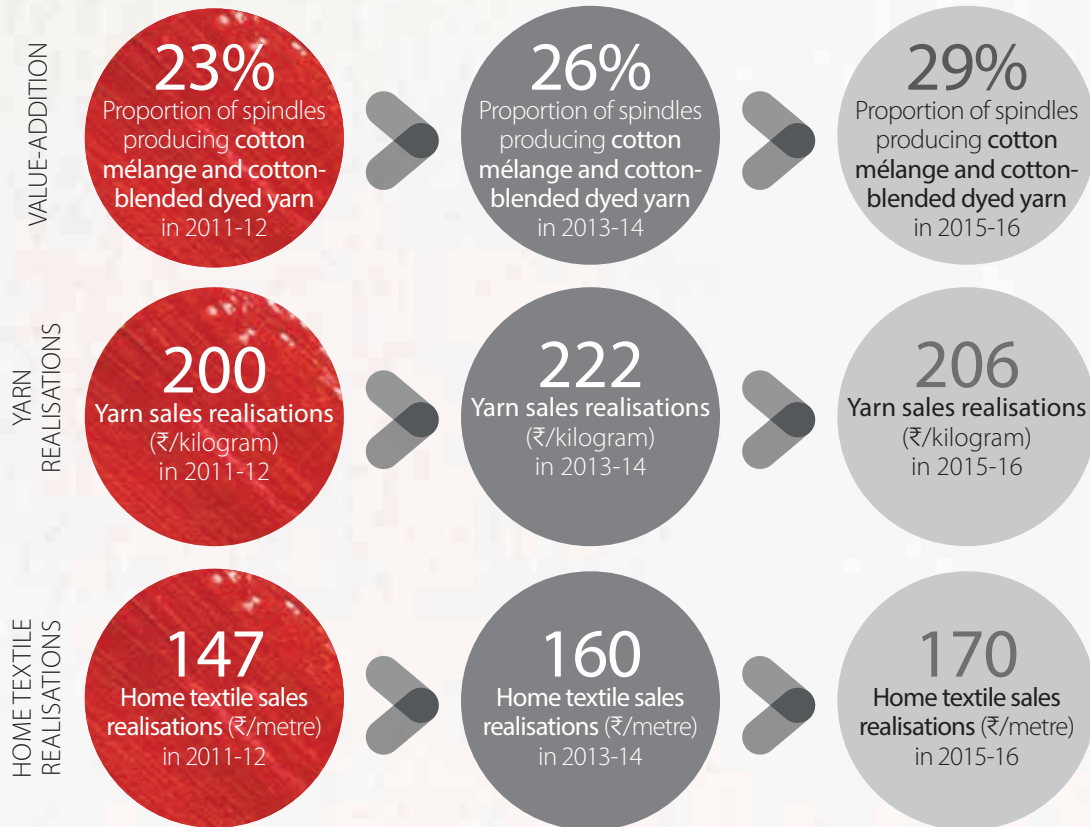 VALUE-ADDITION
23%
Proportion of spindles
producing cotton
mélange and cotton-
blended dyed yarn
in 2011-12
26%
Proportion of spindles
producing cotton
mélange and cotton-
blended dyed yarn
in 2013-14
29%
Proportion of spindles
producing cotton
mélange and cotton-
blended dyed yarn
in 2015-16
YARN
REALISATIONS
200
Yarn sales realisations
(₹/kilogram)
in 2011-12
222
Yarn sales realisations
(₹/kilogram)
in 2013-14
206
Yarn sales realisations
(₹/kilogram)
in 2015-16
HOME TEXTILE
REALISATIONS
147
Home textile sales
realisations (₹/metre)
in 2011-12
160
Home textile sales
realisations (₹/metre)
in 2013-14
170
Home textile sales
realisations (₹/metre)
in 2015-16